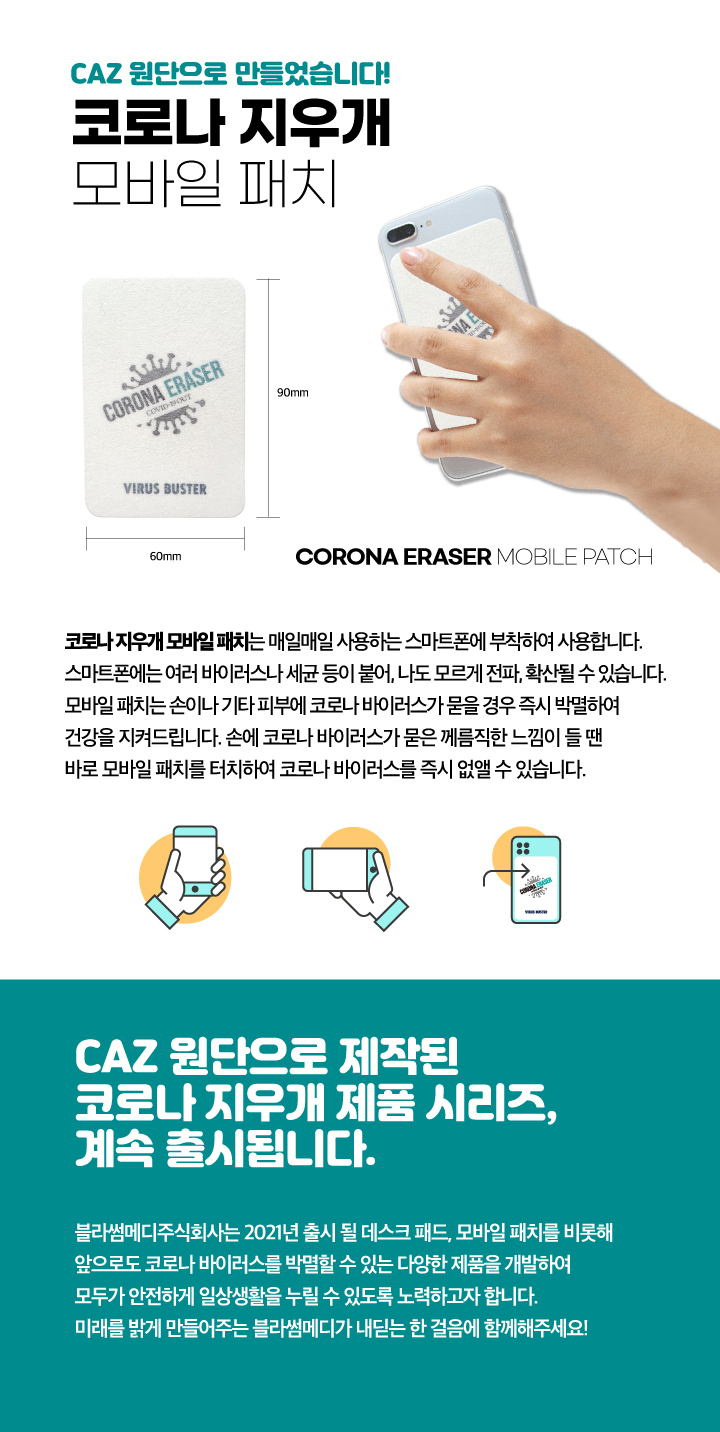 CAZ 원단으로 만들었습니다!
코로나 지우개
모바일 패치
CORONA ERASER
COVID-19 OUT
VIRUS BUSTER
90mm
60mm
CORONA ERASER MOBILE PATCH
코로나 지우개 모바일 패치는 매일매일 사용하는 스마트폰에 부착하여 사용합니다.
스마트폰에는 여러 바이러스나 세균 등이 붙어, 나도 모르게 전파, 확산될 수 있습니다.
모바일 패치는 손이나 기타 피부에 코로나 바이러스가 묻을 경우 즉시 박멸하여
건강을 지켜드립니다. 손에 코로나 바이러스가 묻은 께름직한 느낌이 들 땐
바로 모바일 패치를 터치하여 코로나 바이러스를 즉시 없앨 수 있습니다.
CORONA ERASER
VIRUS BUSTER
CAZ 원단으로 제작된
코로나 지우개 제품 시리즈,
계속 출시됩니다.
블라썸메디주식회사는 2021년 출시 될 데스크 패드, 모바일 패치를 비롯해
앞으로도 코로나 바이러스를 박멸할 수 있는 다양한 제품을 개발하여
모두가 안전하게 일상생활을 누릴 수 있도록 노력하고자 합니다.
미래를 밝게 만들어주는 블라썸메디가 내딛는 한 걸음에 함께해주세요!